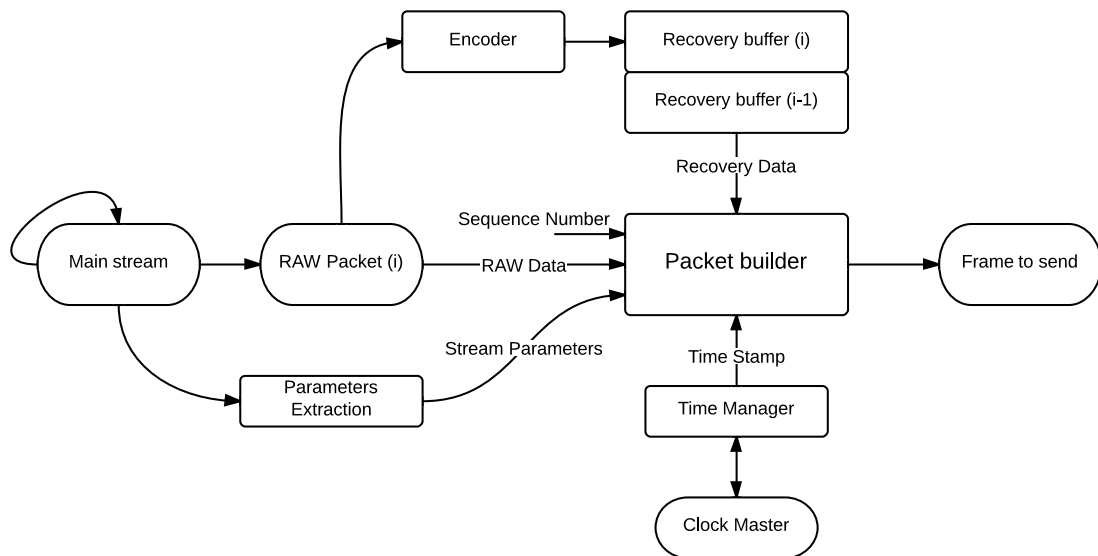 Encoder
Recovery buffer (i)
Recovery buffer (i-1)
Recovery Data
Sequence Number
Main stream
RAW Packet (i)
RAW Data
Packet builder
Frame to send
Stream Parameters
Time Stamp
Parameters
Extraction
Time Manager
Clock Master